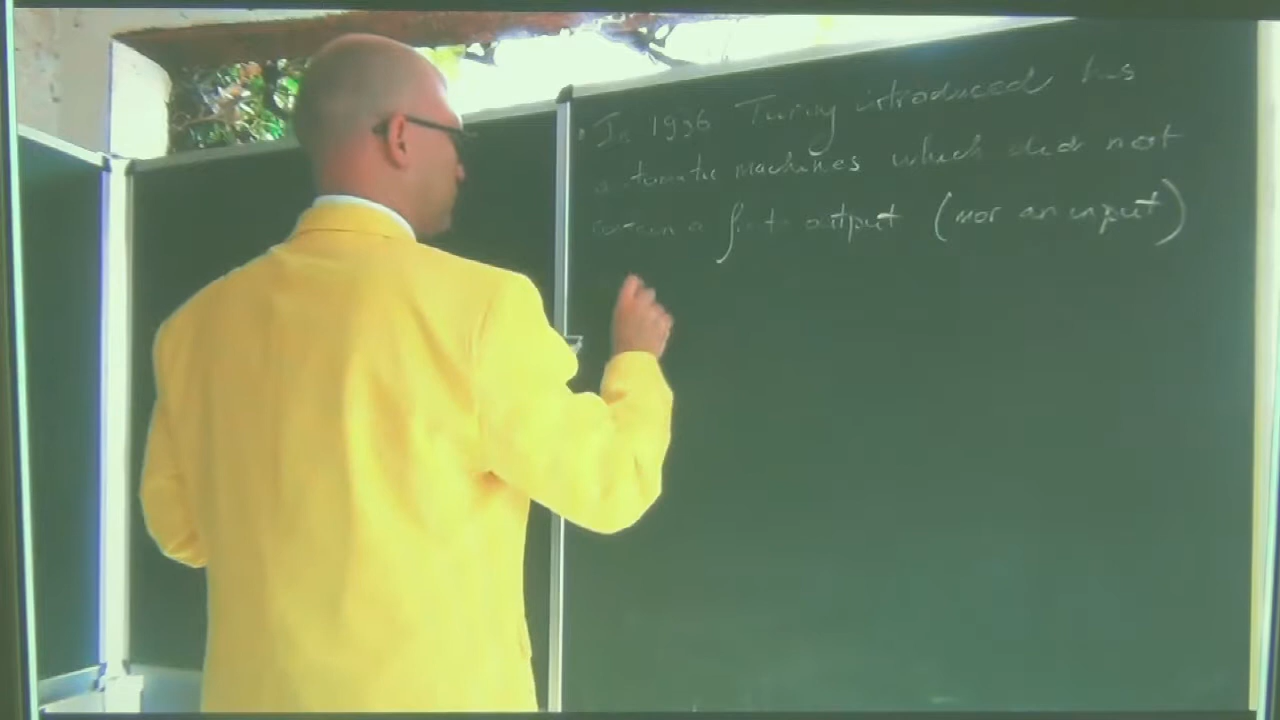 • In 1936 Turing introduced his
automatic machines which did not
contain a finite output (nor an input)